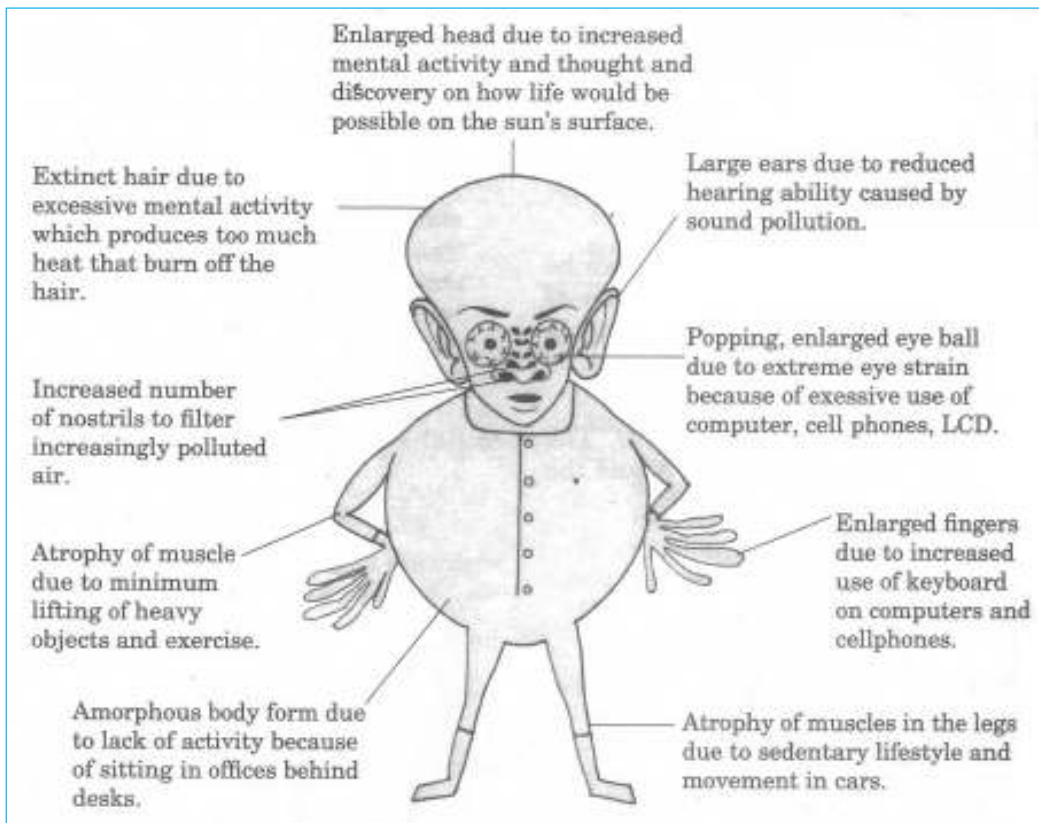 Enlarged head due to increased
mental activity and thought and
discovery on how life would be
possible on the sun's surface.
Extinct hair due to
excessive mental activity
which produces too much
heat that burn off the
hair.
Large ears due to reduced
hearing ability caused by
sound pollution.
Increased number
of nostrils to filter
increasingly polluted
air.
Popping, enlarged eye ball
due to extreme eye strain
because of exessive use of
computer, cell phones, LCD.
Atrophy of muscle
due to minimum
lifting of heavy
objects and exercise.
Enlarged fingers
due to increased
use of keyboard
on computers and
cellphones.
Amorphous body form due
to lack of activity because
of sitting in offices behind
desks.
Atrophy of muscles in the legs
due to sedentary lifestyle and
movement in cars.